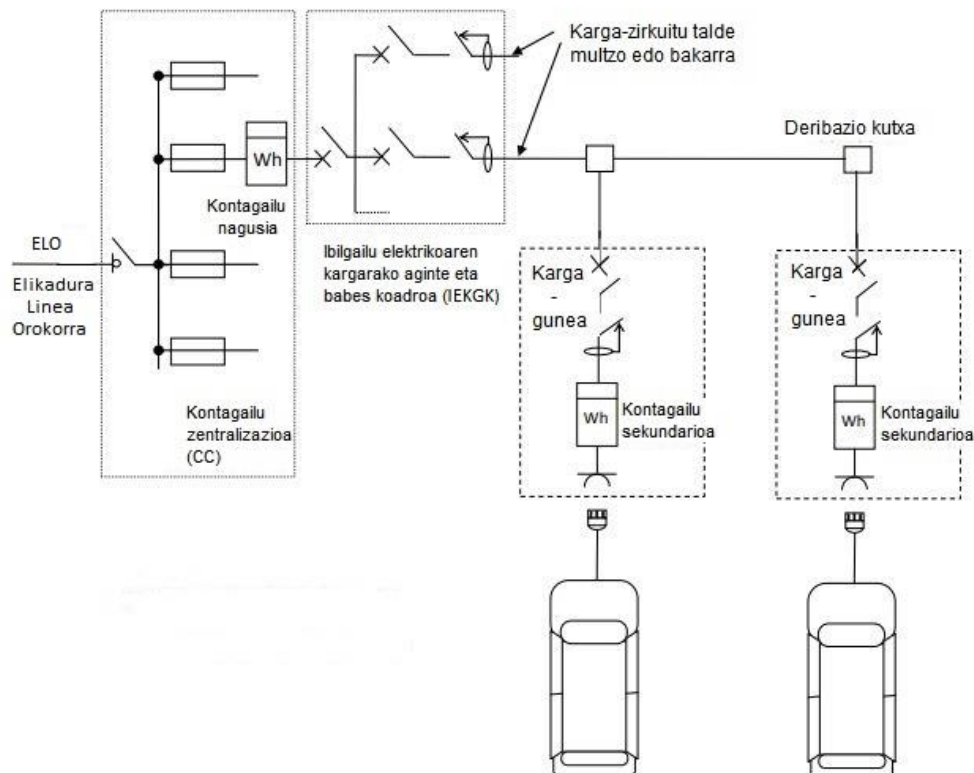 Karga-zirkuitu talde
multzo edo bakarra
Deribazio kutxa
Wh
Kontagailu
nagusia
ELO
Elikadura
Linea
Orokorra
Ibilgailu elektrikoaren
kargarako aginte eta
babes koadroa (IEKGK)
Kontagailu
zentralizazioa
(CC)
Karga
-
gunea
Wh
Kontagailu
sekundarioa
Karga
-
gunea
Wh
Kontagailu
sekundarioa